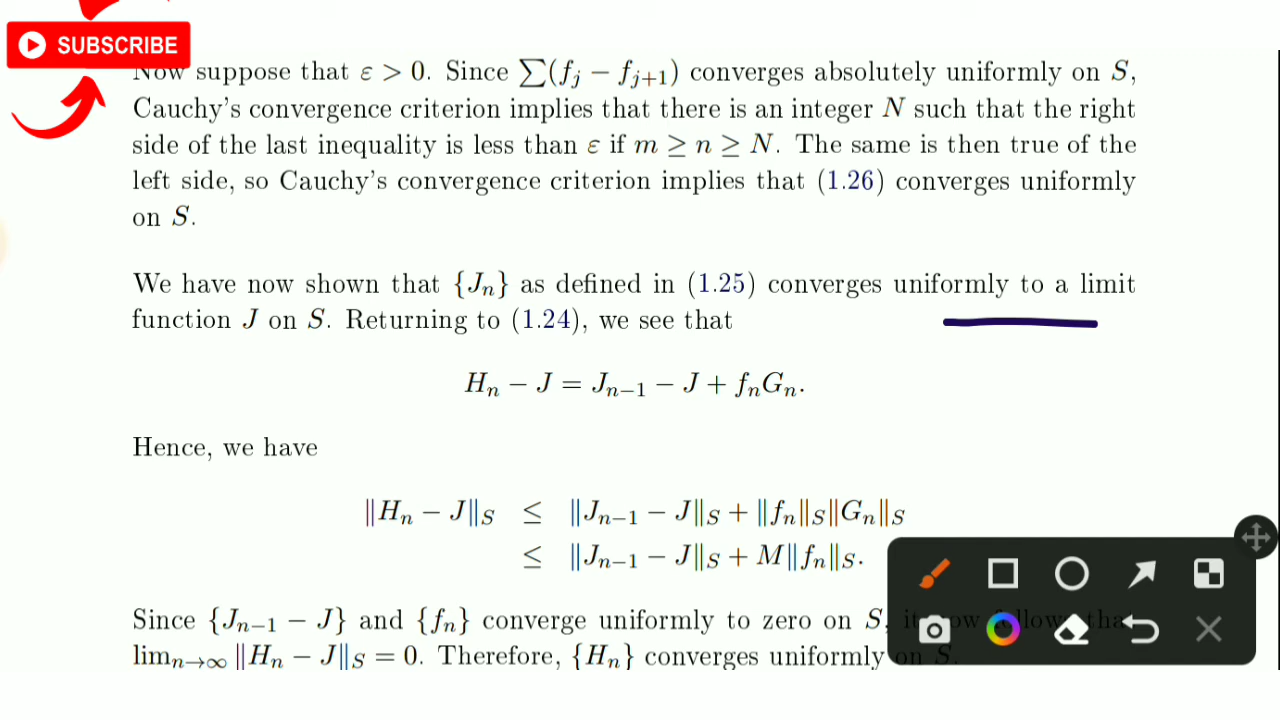 SUBSCRIBE
Now suppose that ε > 0. Since ∑(f_j − f_{j+1}) converges absolutely uniformly on S,
Cauchy's convergence criterion implies that there is an integer N such that the right
side of the last inequality is less than ε if m ≥ n ≥ N. The same is then true of the
left side, so Cauchy's convergence criterion implies that (1.26) converges uniformly
on S.
We have now shown that {J_n} as defined in (1.25) converges uniformly to a limit
function J on S. Returning to (1.24), we see that
H_n − J = J_{n−1} − J + f_nG_n.
Hence, we have
‖H_n − J‖_S ≤ ‖J_{n−1} − J‖_S + ‖f_n‖_S‖G_n‖_S
≤ ‖J_{n−1} − J‖_S + M‖f_n‖_S.
Since {J_{n−1} − J} and {f_n} converge uniformly to zero on S, it now follows that
lim_{n→∞} ‖H_n − J‖_S = 0. Therefore, {H_n} converges uniformly on S.